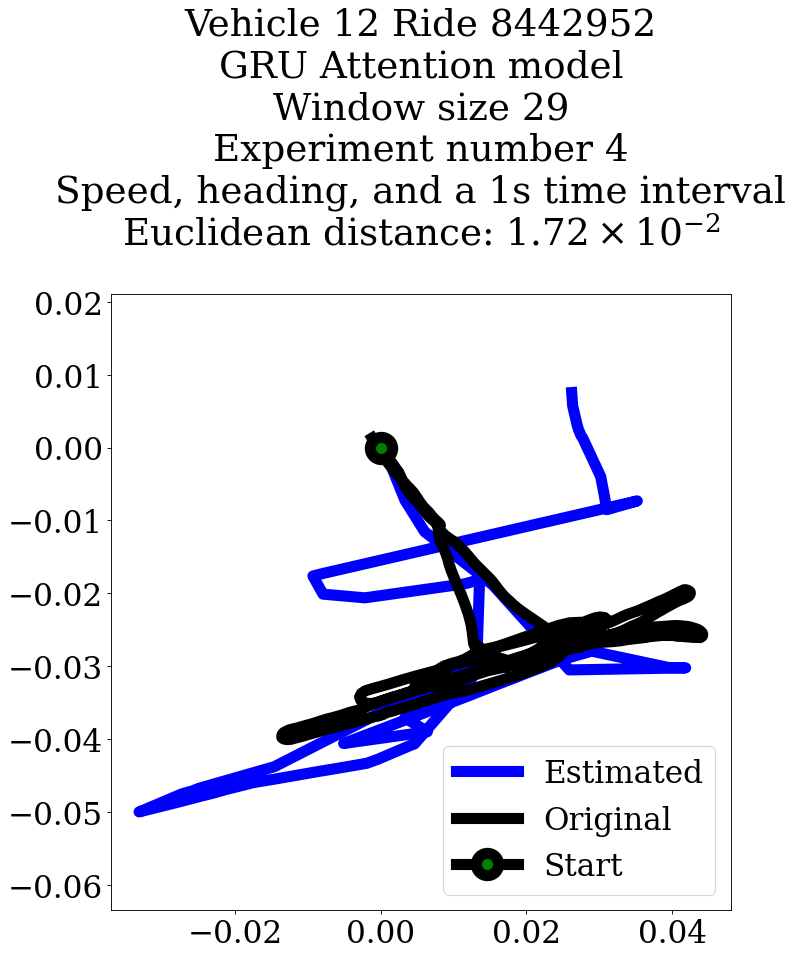 Vehicle 12 Ride 8442952
GRU Attention model
Window size 29
Experiment number 4
Speed, heading, and a 1s time interval
Euclidean distance: 1.72 × 10⁻²
0.02
0.01
0.00
−0.01
−0.02
−0.03
−0.04
−0.05
−0.06
Estimated
Original
Start
−0.02 0.00 0.02 0.04